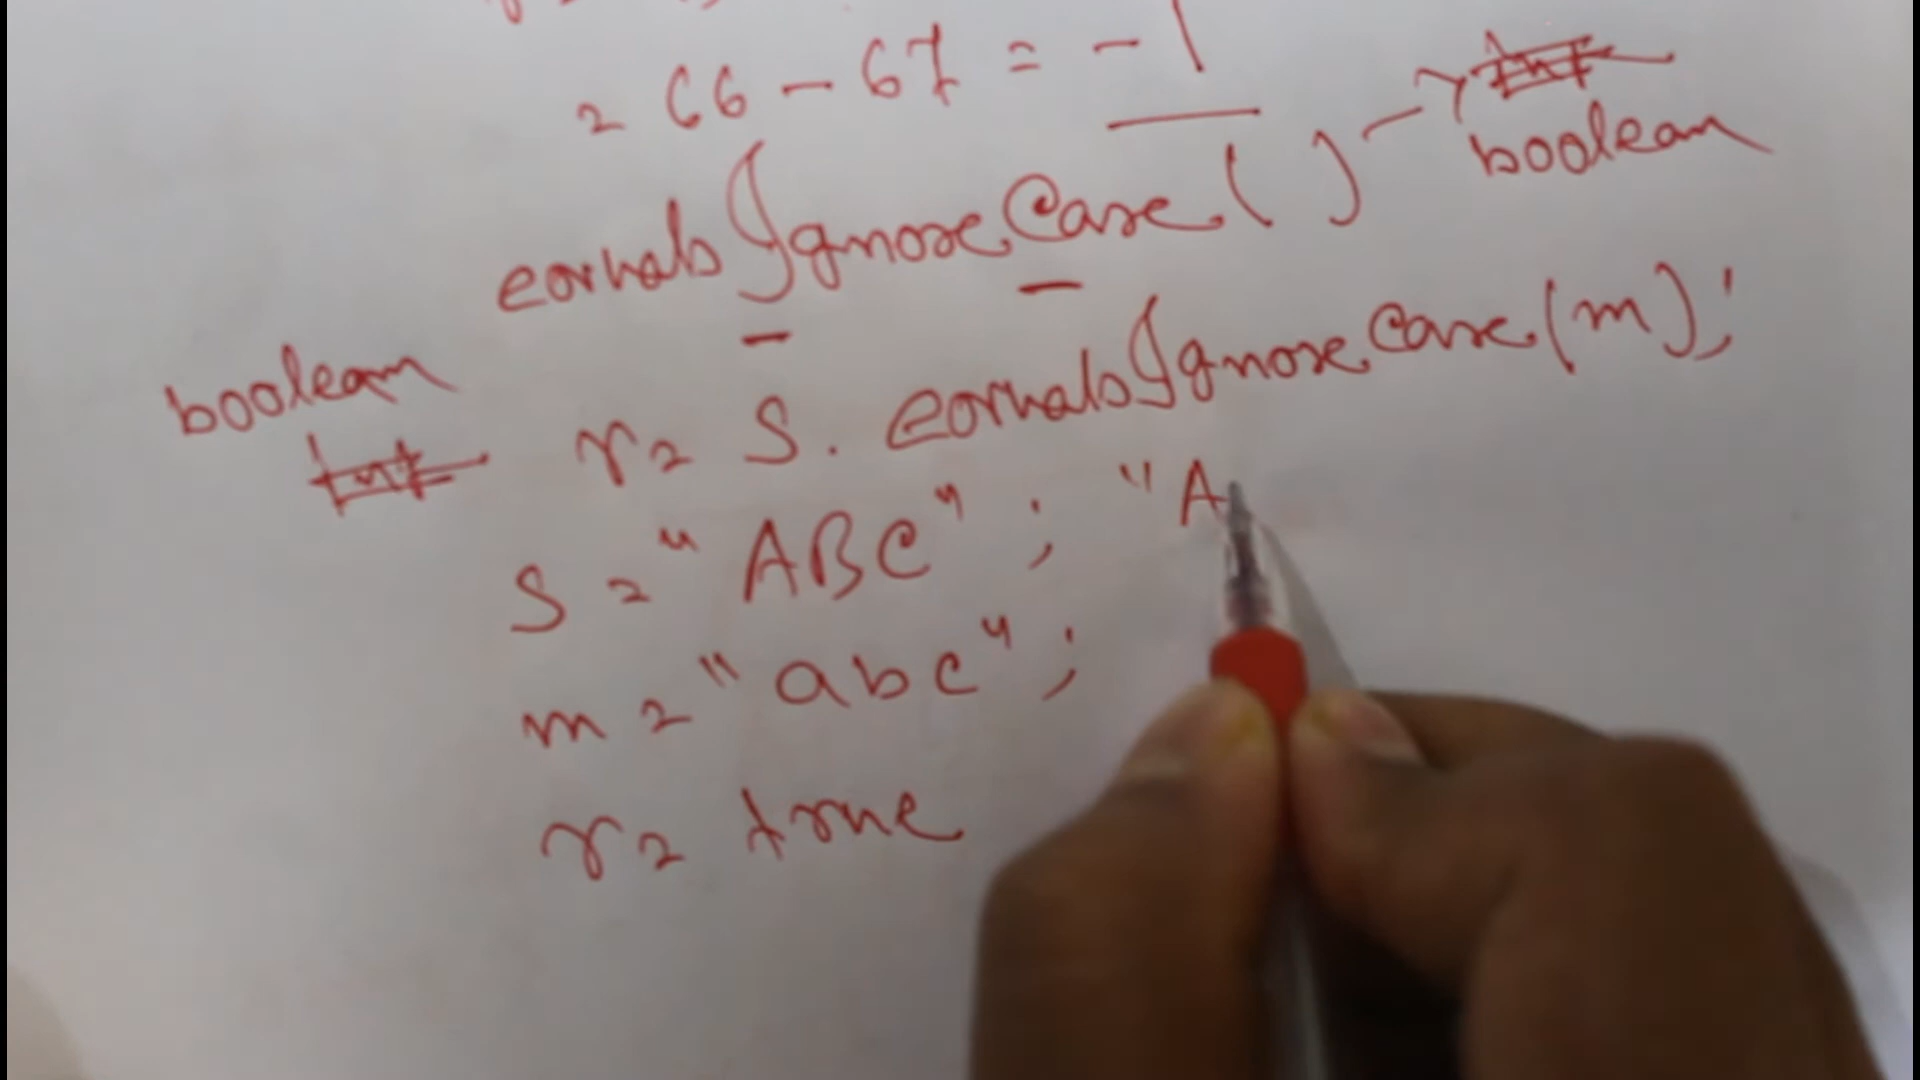 = 66 - 67 = -1
equalsIgnoreCase( ) → int
boolean
boolean
int r = S. equalsIgnoreCase(m);
S = "ABC"; "A
m = "abc";
r = true